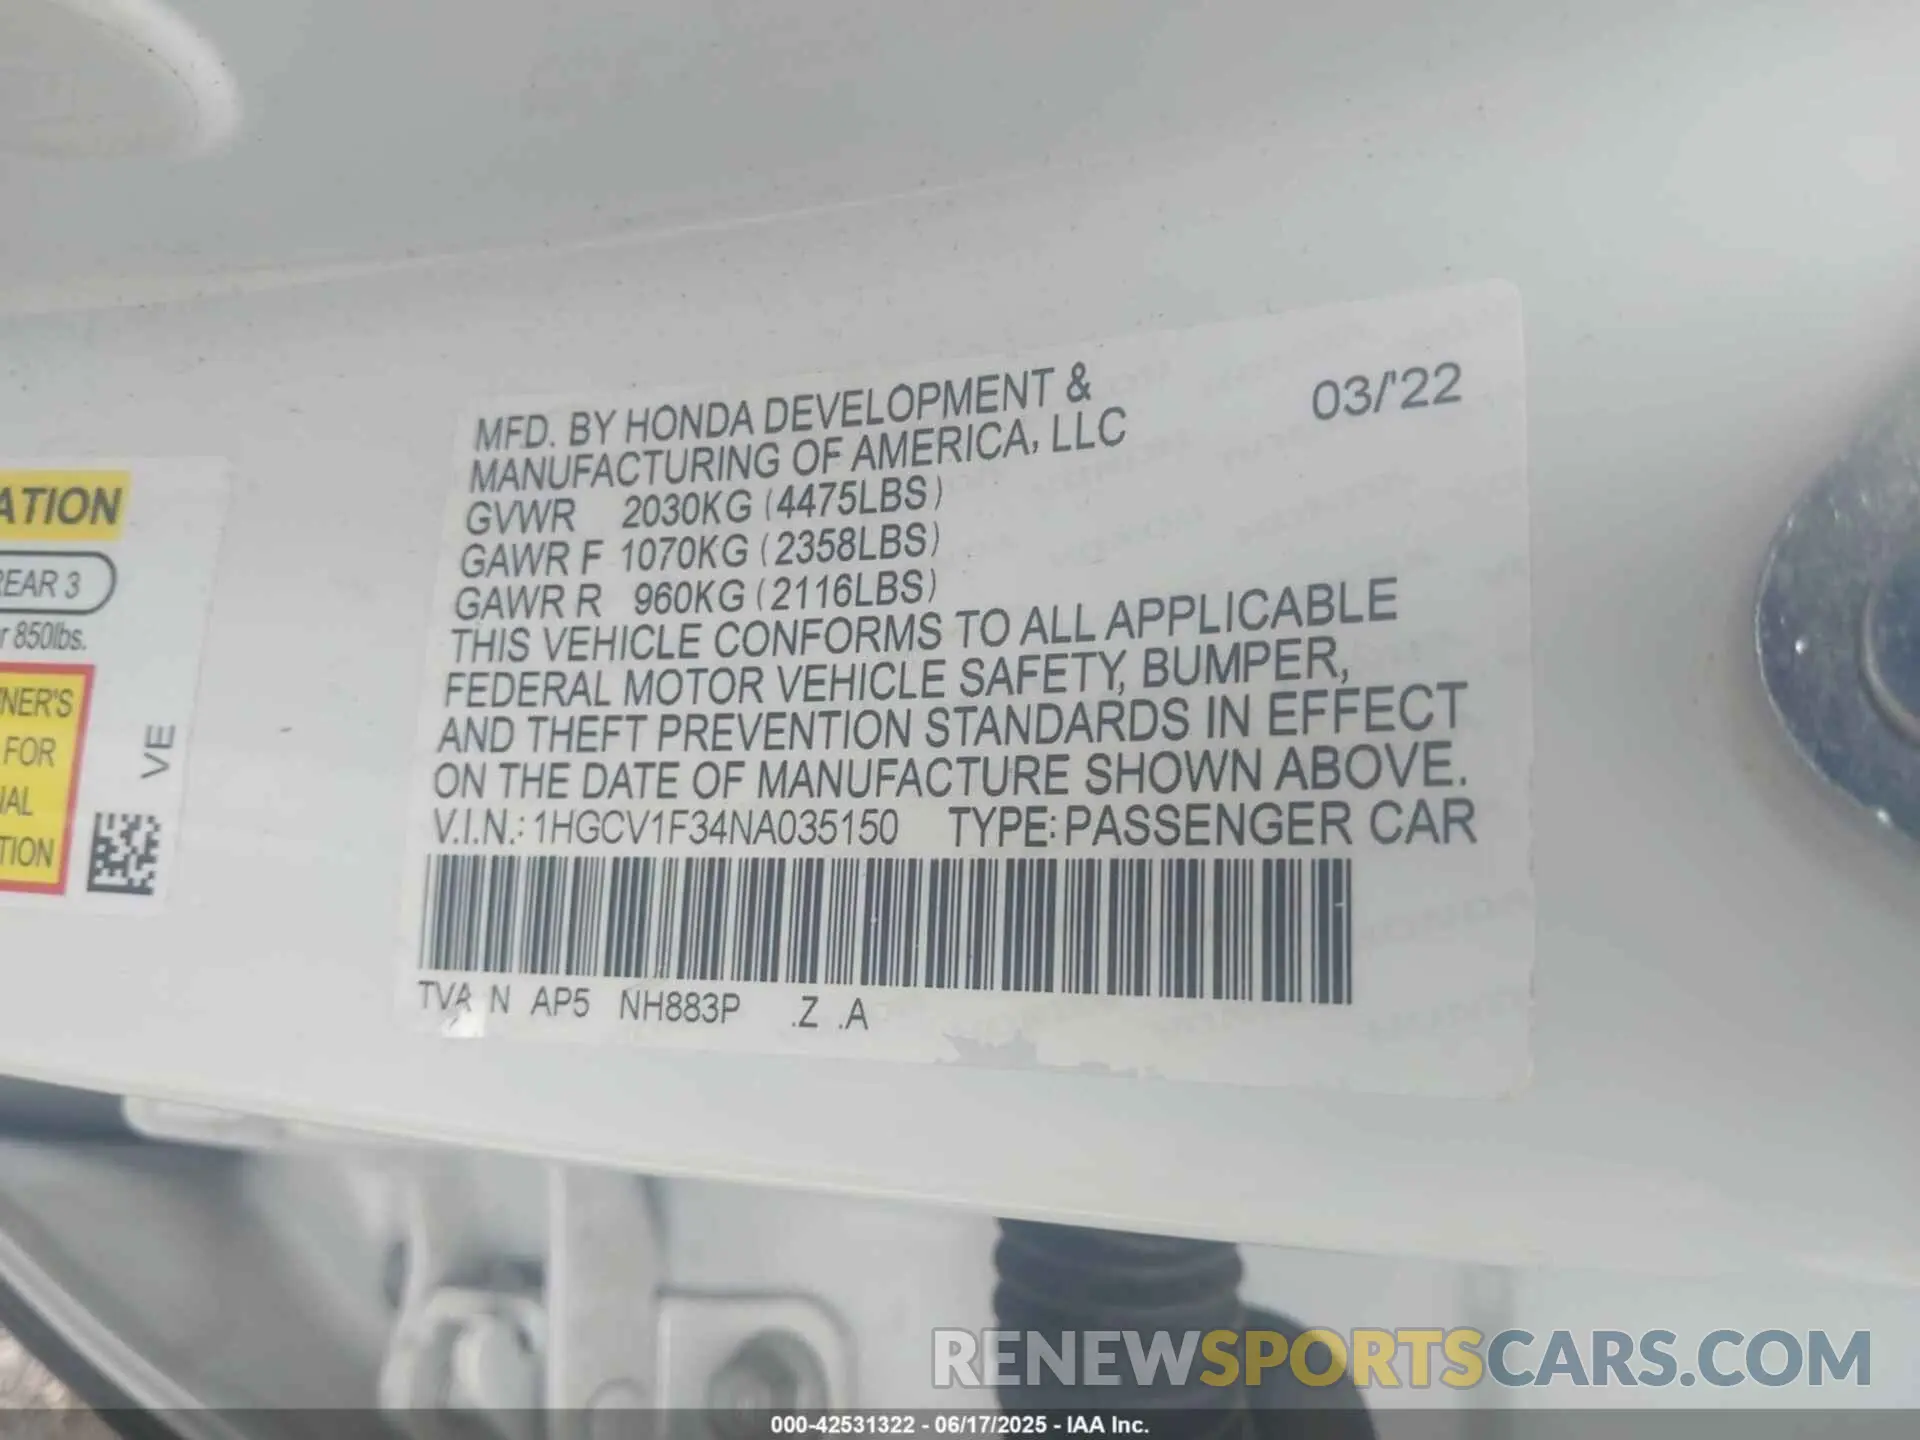 ATION
REAR 3
r 850lbs.
NER'S
FOR
AL
TION
VE
MFD. BY HONDA DEVELOPMENT &
MANUFACTURING OF AMERICA, LLC
03/'22
GVWR 2030KG (4475LBS)
GAWR F 1070KG (2358LBS)
GAWR R 960KG (2116LBS)
THIS VEHICLE CONFORMS TO ALL APPLICABLE
FEDERAL MOTOR VEHICLE SAFETY, BUMPER,
AND THEFT PREVENTION STANDARDS IN EFFECT
ON THE DATE OF MANUFACTURE SHOWN ABOVE.
V.I.N.: 1HGCV1F34NA035150 TYPE: PASSENGER CAR
TVA N AP5 NH883P .Z .A
RENEWSPORTSCARS.COM
000-42531322 - 06/17/2025 - IAA Inc.